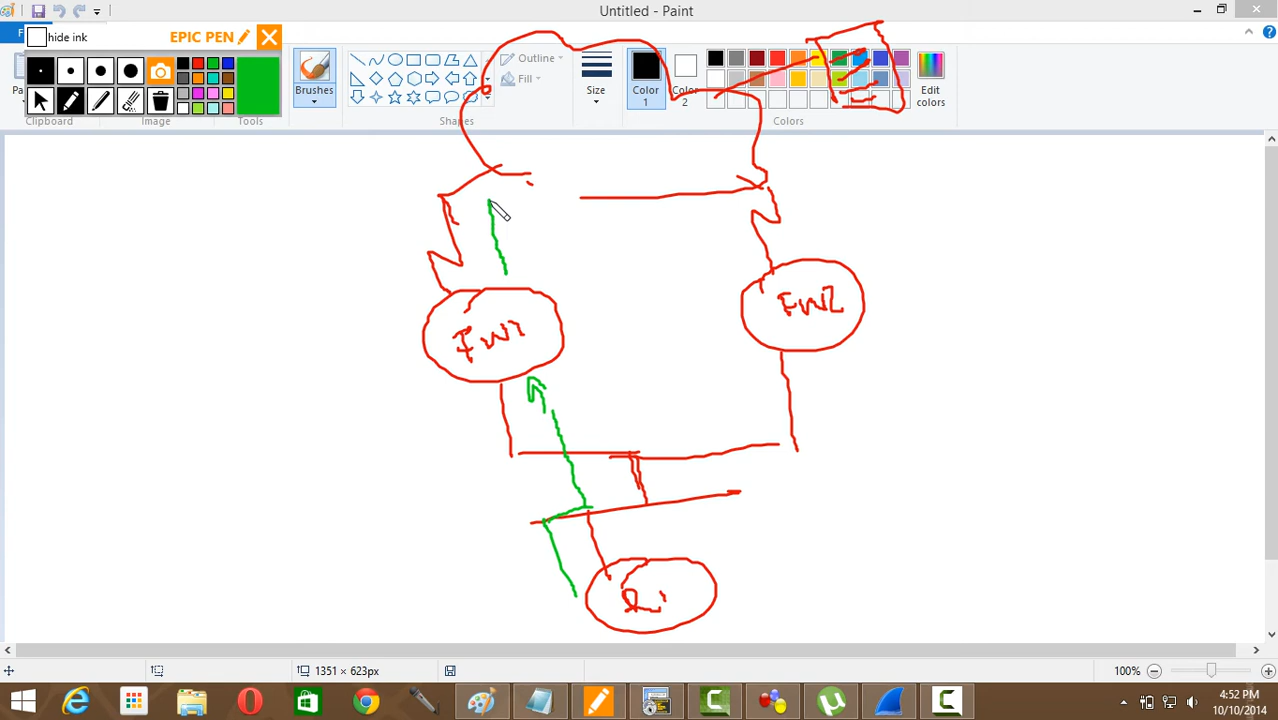 Untitled - Paint
hide ink
EPIC PEN
Outline
Fill
Brushes
Size
Color
1
Color
2
Edit
colors
Clipboard
Image
Tools
Shapes
Colors
FW1
FW2
R1
1351 × 623px
100%
4:52 PM
10/10/2014